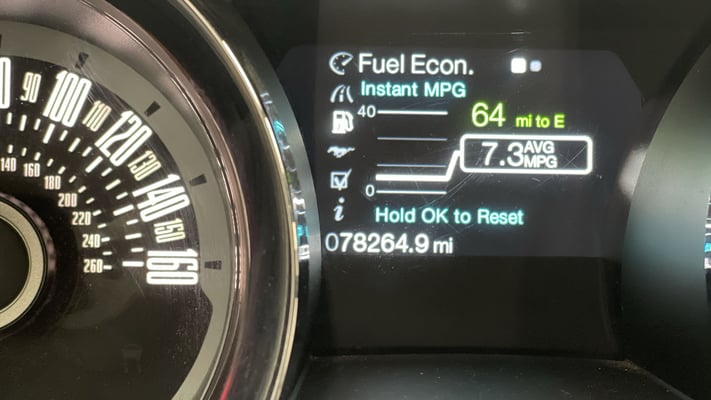 90
100
110
120
130
140
150
160
140
160
180
200
220
240
260
Fuel Econ.
Instant MPG
40
64 mi to E
7.3 AVG
MPG
0
Hold OK to Reset
078264.9 mi